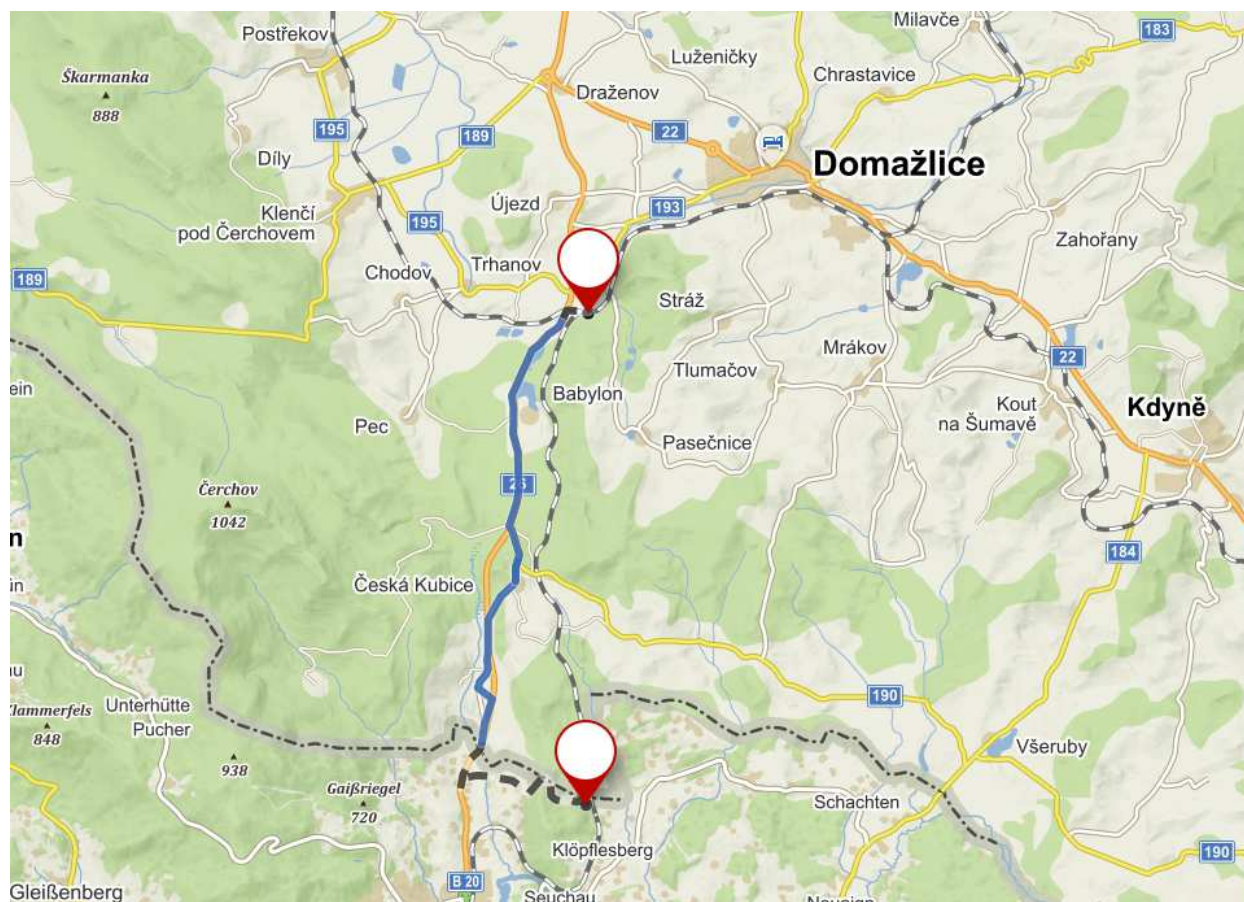 Postřekov
Milavče
183
Luženičky
Škarmanka
888
Chrastavice
Draženov
195
189
22
Díly
Domažlice
Klenčí
pod Čerchovem
Újezd
193
195
Zahořany
189
Chodov
Trhanov
Stráž
Mrákov
22
Tlumačov
ein
Babylon
Kout
na Šumavě
Kdyně
Pec
Pasečnice
26
Čerchov
1042
n
184
ün
Česká Kubice
au
190
Klammerfels
848
Unterhütte
Pucher
938
Všeruby
Gaißriegel
720
Schachten
Klöpflesberg
190
B 20
Gleißenberg
Seuchau